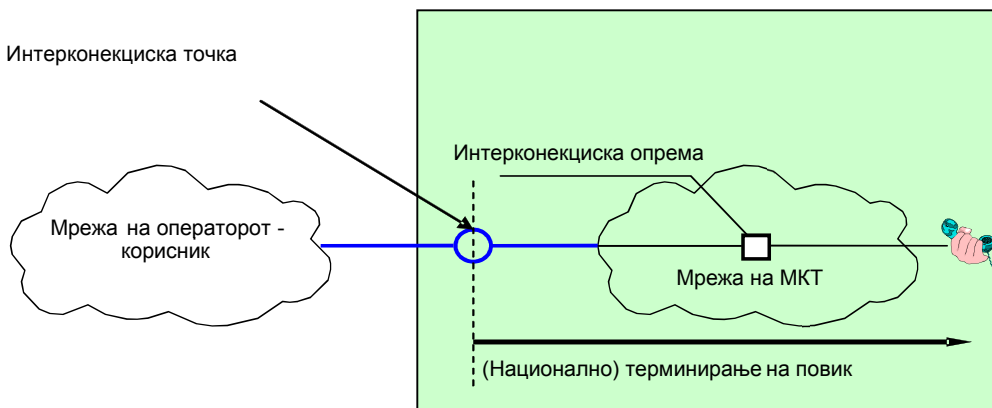 Интерконекциска точка
Интерконекциска опрема
Мрежа на операторот -
корисник
Мрежа на МКТ
(Национално) терминирање на повик